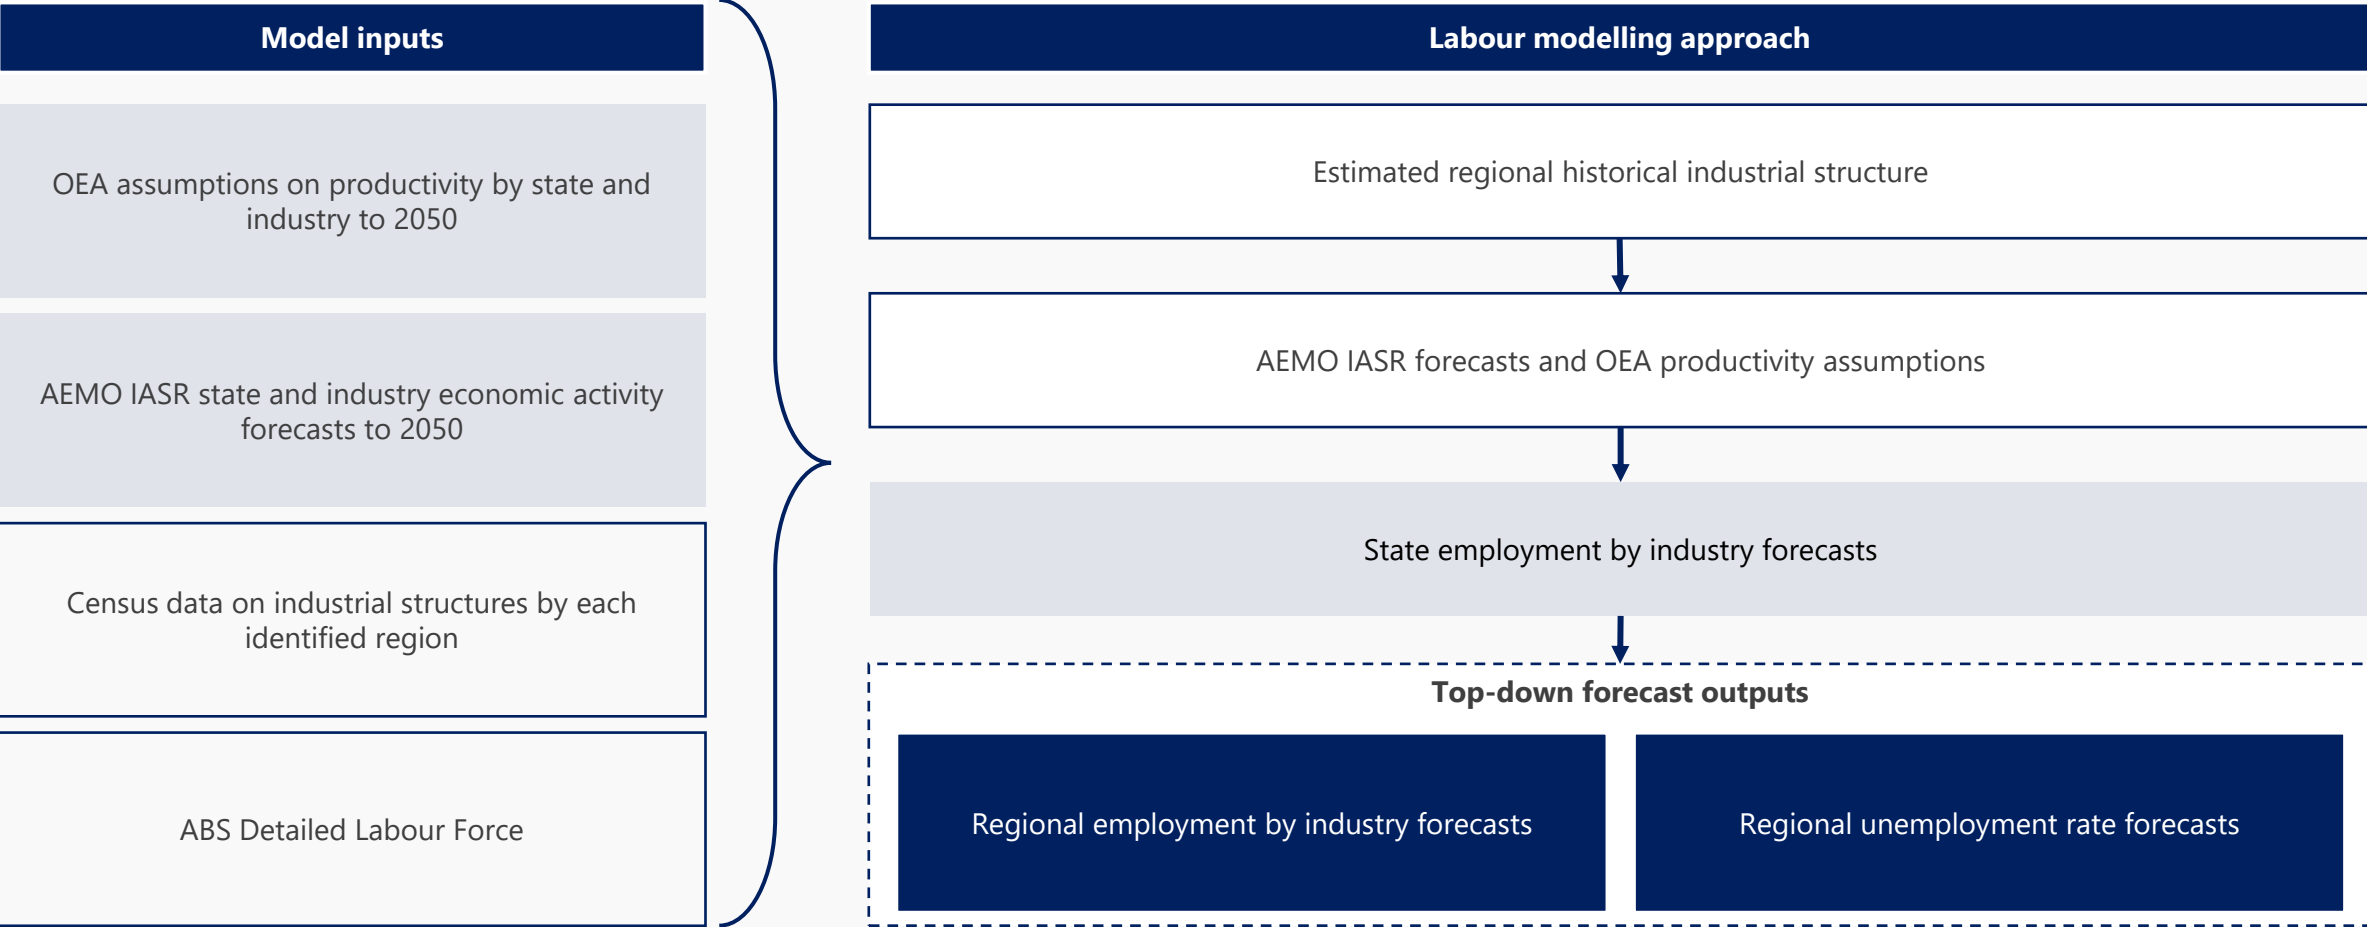 Model inputs
OEA assumptions on productivity by state and
industry to 2050
AEMO IASR state and industry economic activity
forecasts to 2050
Census data on industrial structures by each
identified region
ABS Detailed Labour Force
Labour modelling approach
Estimated regional historical industrial structure
AEMO IASR forecasts and OEA productivity assumptions
State employment by industry forecasts
Top-down forecast outputs
Regional employment by industry forecasts
Regional unemployment rate forecasts